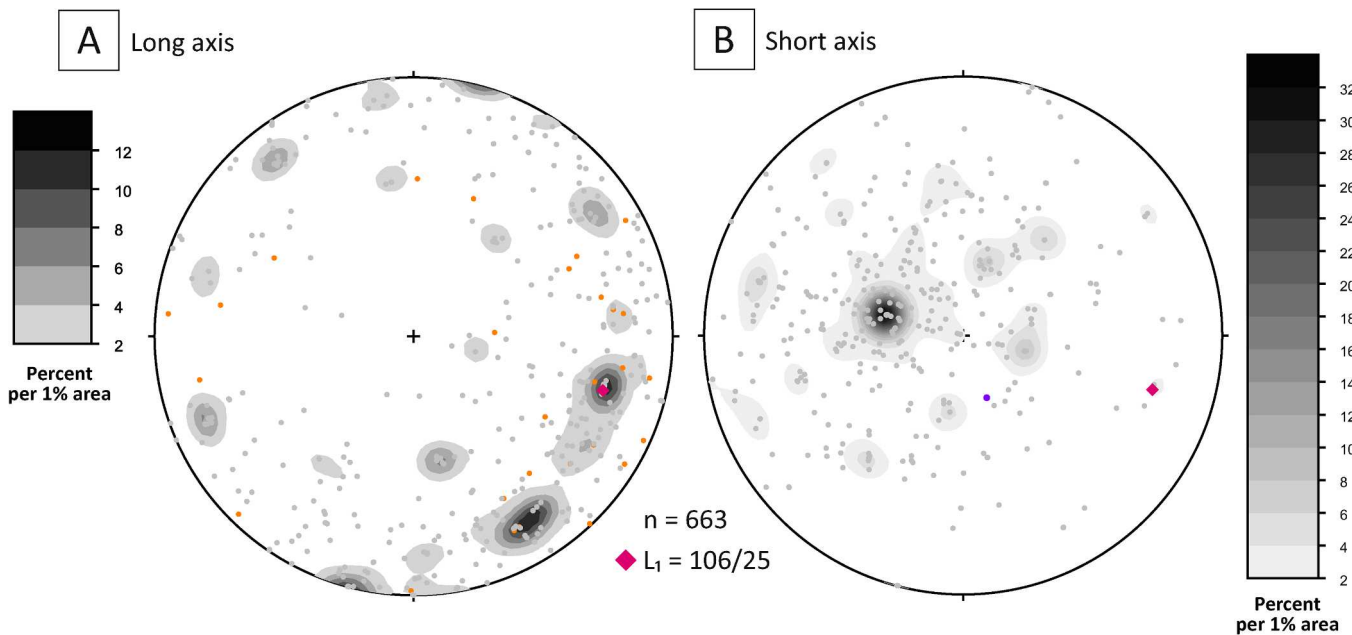 A Long axis
B Short axis
12
10
8
6
4
2
Percent
per 1% area
n = 663
L₁ = 106/25
32
30
28
26
24
22
20
18
16
14
12
10
8
6
4
2
Percent
per 1% area